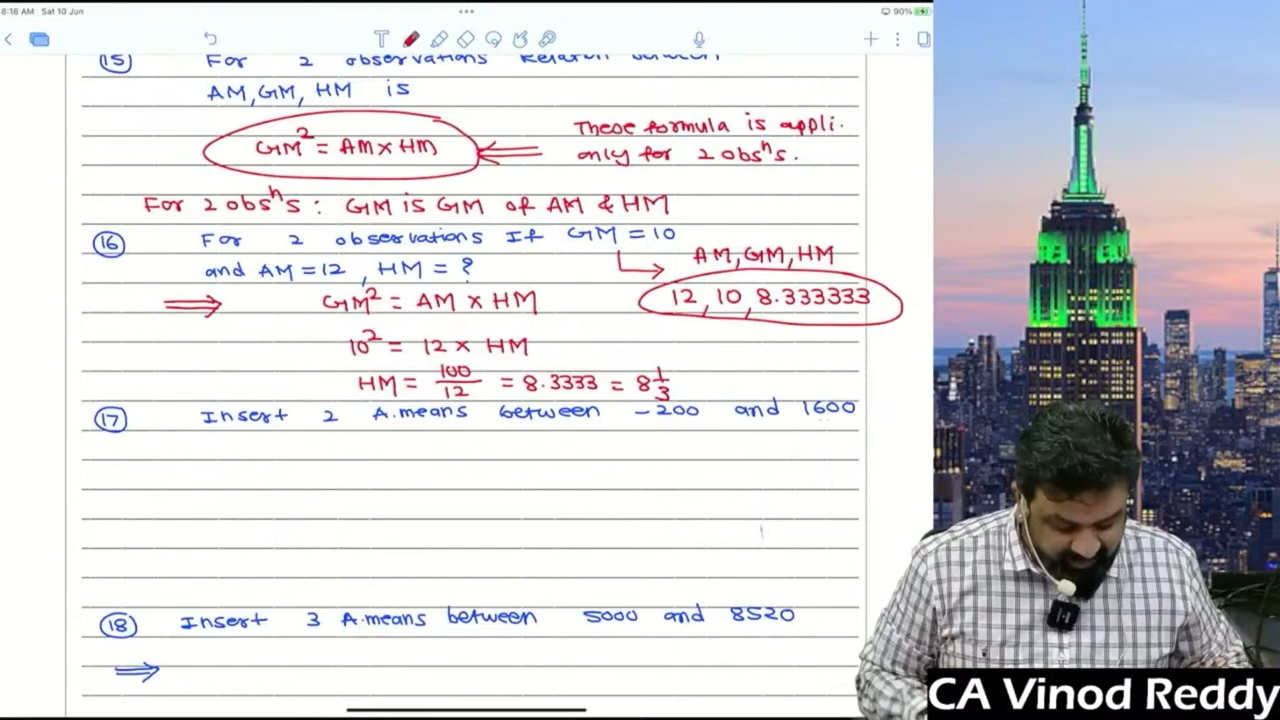 8:18 AM Sat 10 Jun
90%
15 For 2 observations Relation between
AM, GM, HM is
GM² = AM × HM
These formula is appli.
only for 2 obsⁿs.
For 2 obsⁿs : GM is GM of AM & HM
16 For 2 observations If GM = 10
and AM = 12 , HM = ?
AM, GM, HM
12, 10, 8.333333
GM² = AM × HM
10² = 12 × HM
HM = 100/12 = 8.3333 = 8 1/3
17 Insert 2 A.means between -200 and 1600
18 Insert 3 A.means between 5000 and 8520
CA Vinod Reddy